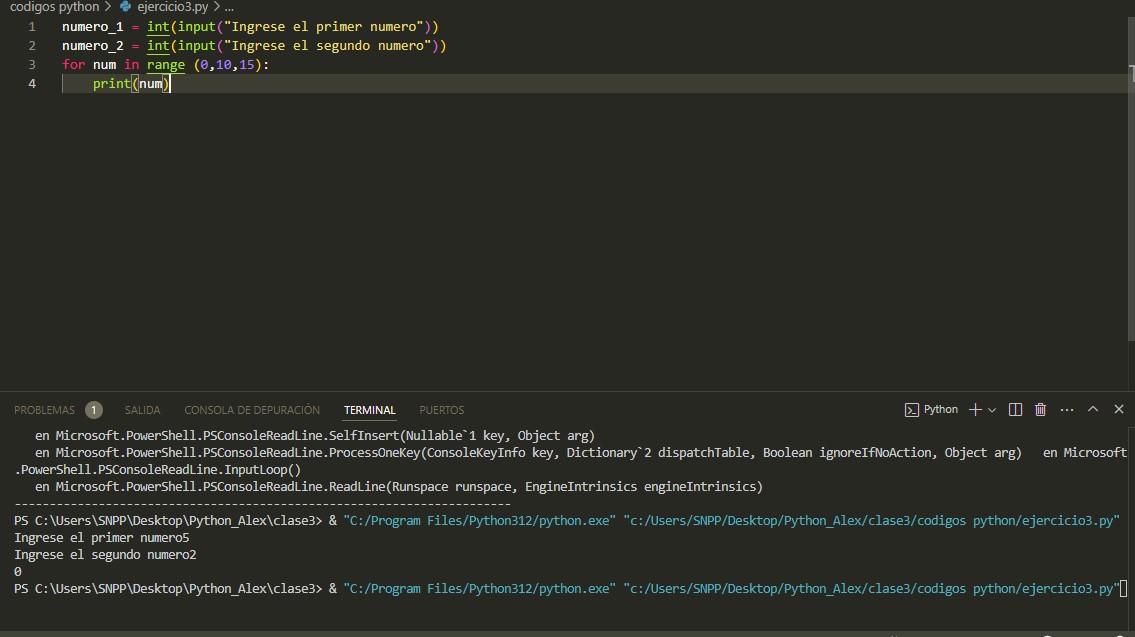 codigos python > ejercicio3.py > ...
1 numero_1 = int(input("Ingrese el primer numero"))
2 numero_2 = int(input("Ingrese el segundo numero"))
3 for num in range (0,10,15):
4 print(num)
PROBLEMAS 1 SALIDA CONSOLA DE DEPURACIÓN TERMINAL PUERTOS Python
en Microsoft.PowerShell.PSConsoleReadLine.SelfInsert(Nullable`1 key, Object arg)
en Microsoft.PowerShell.PSConsoleReadLine.ProcessOneKey(ConsoleKeyInfo key, Dictionary`2 dispatchTable, Boolean ignoreIfNoAction, Object arg) en Microsoft
.PowerShell.PSConsoleReadLine.InputLoop()
en Microsoft.PowerShell.PSConsoleReadLine.ReadLine(Runspace runspace, EngineIntrinsics engineIntrinsics)
-----------------------------------------------------------------------
PS C:\Users\SNPP\Desktop\Python_Alex\clase3> & "C:/Program Files/Python312/python.exe" "c:/Users/SNPP/Desktop/Python_Alex/clase3/codigos python/ejercicio3.py"
Ingrese el primer numero5
Ingrese el segundo numero2
0
PS C:\Users\SNPP\Desktop\Python_Alex\clase3> & "C:/Program Files/Python312/python.exe" "c:/Users/SNPP/Desktop/Python_Alex/clase3/codigos python/ejercicio3.py"